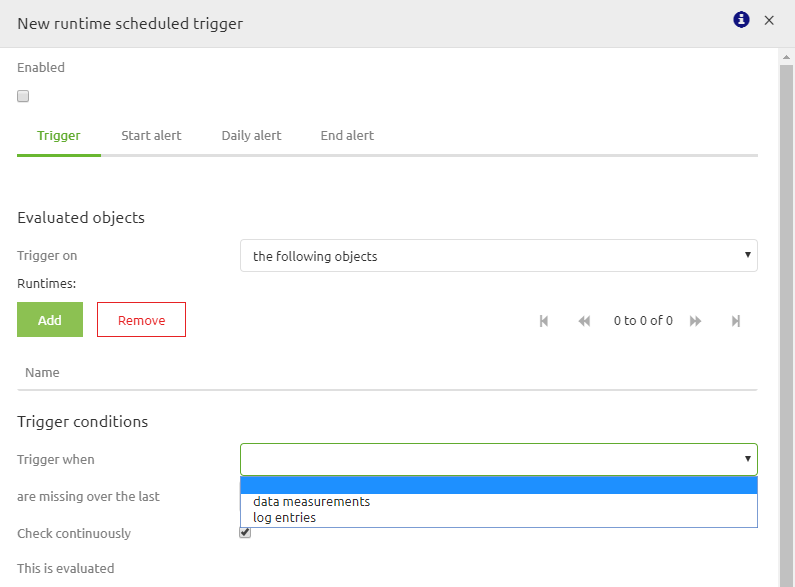 New runtime scheduled trigger
Enabled
Trigger Start alert Daily alert End alert
Evaluated objects
Trigger on the following objects
Runtimes:
Add Remove 0 to 0 of 0
Name
Trigger conditions
Trigger when
are missing over the last
data measurements
log entries
Check continuously
This is evaluated